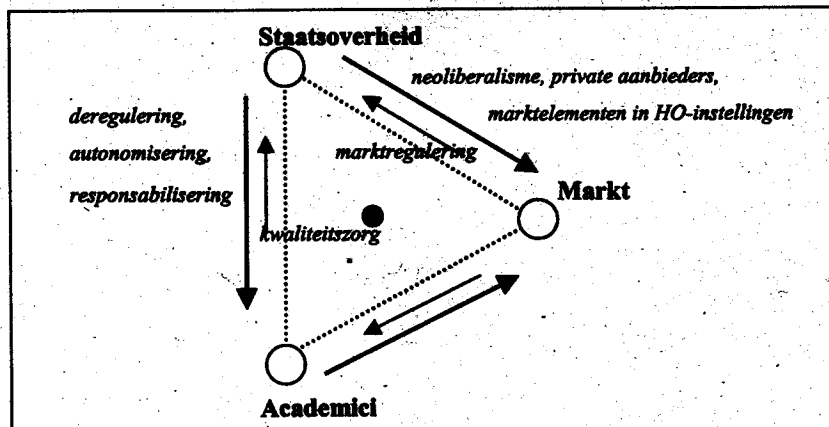 Staatsoverheid
neoliberalisme, private aanbieders,
marktelementen in HO-instellingen
deregulering,
autonomisering,
responsabilisering
marktregulering
Markt
kwaliteitszorg
Academici